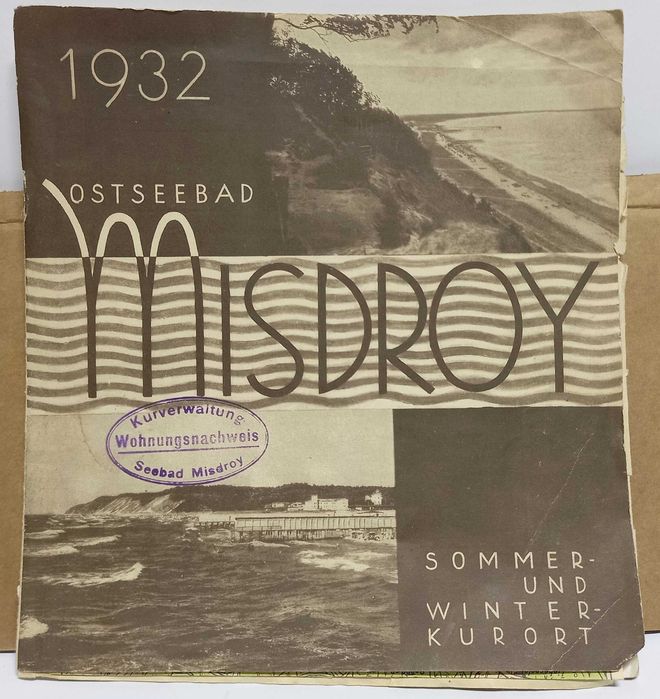 1932
OSTSEEBAD
MISDROY
Kurverwaltung
Wohnungsnachweis
Seebad Misdroy
SOMMER-
UND
WINTER-
KURORT